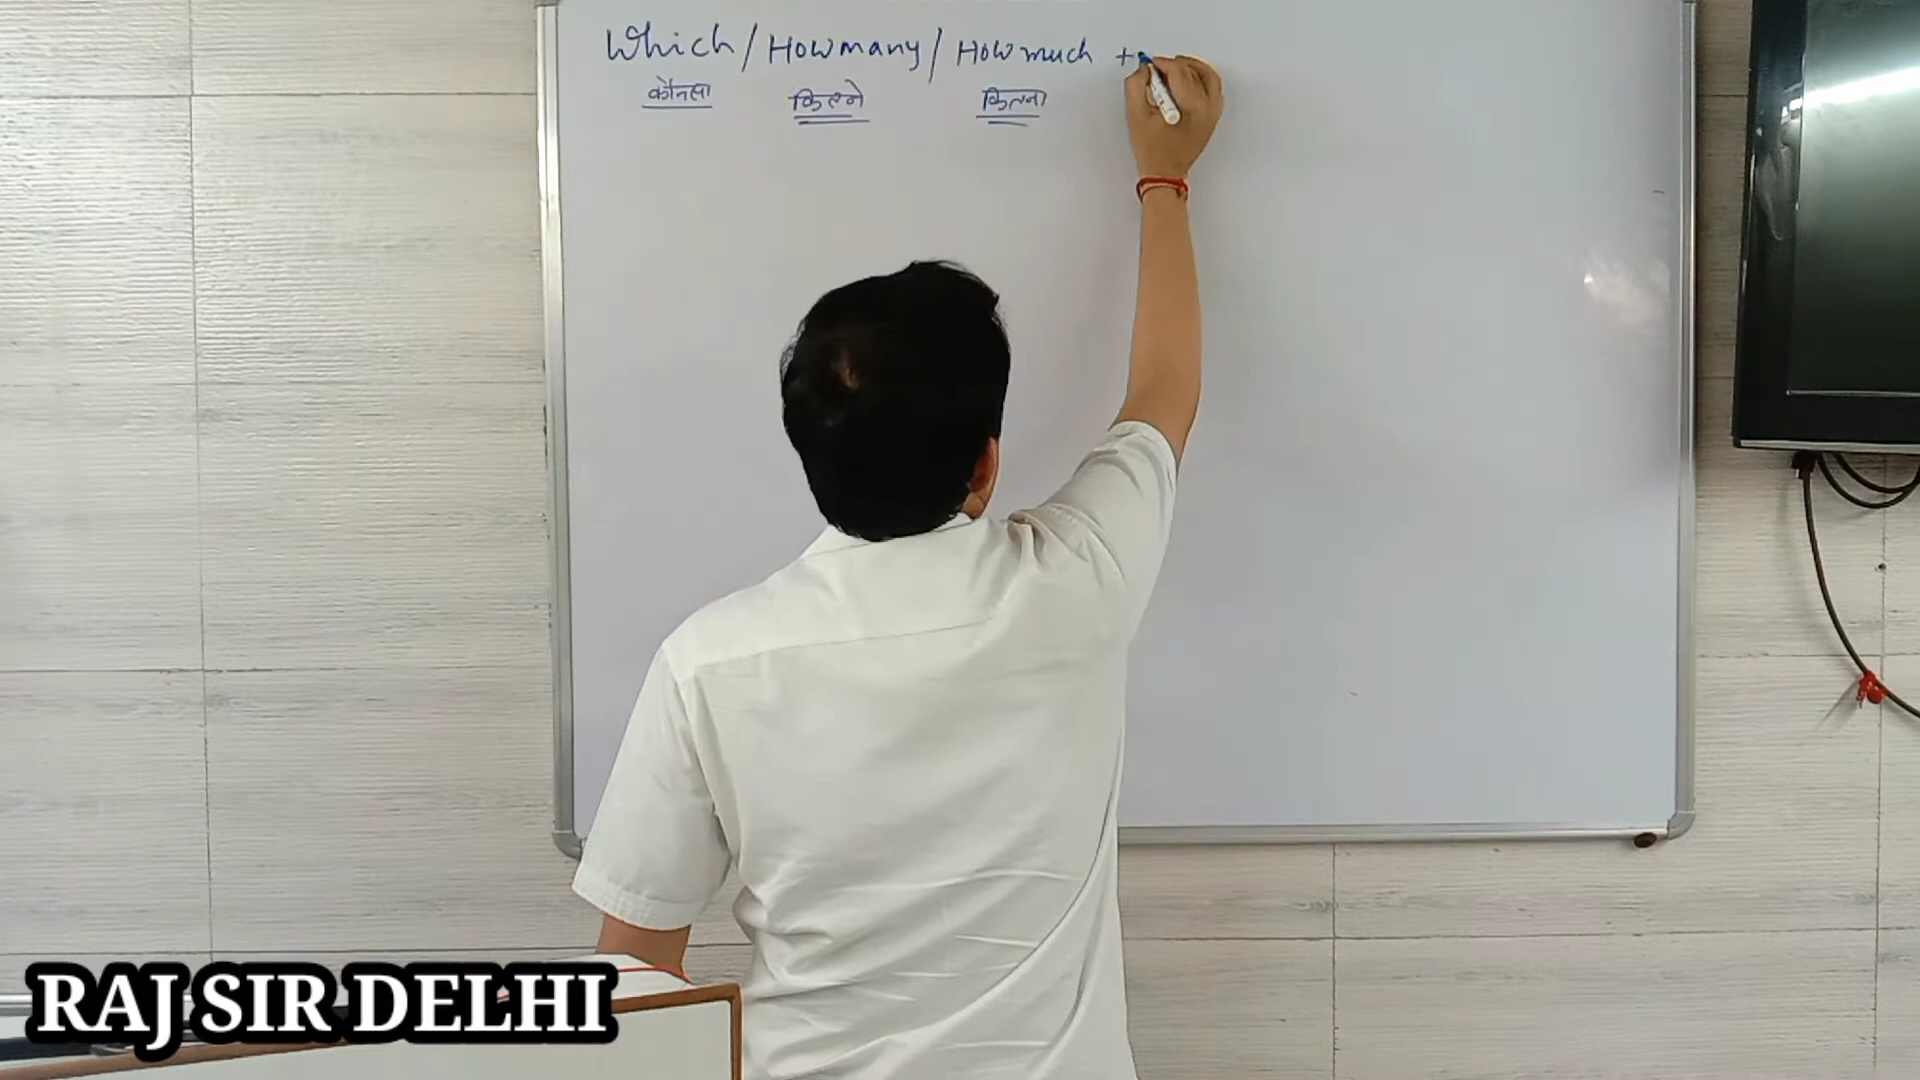 Which / How many / How much +
कौनसा कितने कितना
RAJ SIR DELHI